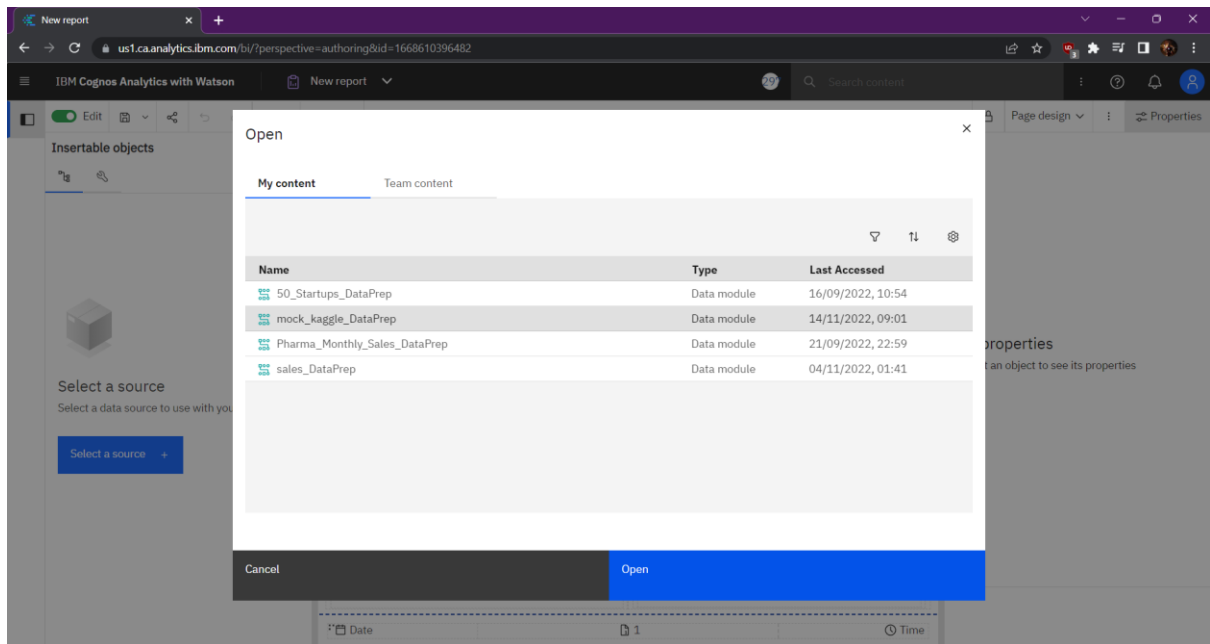 New report
us1.ca.analytics.ibm.com/bi/?perspective=authoring&id=1668610396482
3
IBM Cognos Analytics with Watson
New report
29'
Search content
Edit
Page design
Properties
Insertable objects
Open
My content
Team content
Name Type Last Accessed
50_Startups_DataPrep Data module 16/09/2022, 10:54
mock_kaggle_DataPrep Data module 14/11/2022, 09:01
Pharma_Monthly_Sales_DataPrep Data module 21/09/2022, 22:59
sales_DataPrep Data module 04/11/2022, 01:41
properties
t an object to see its properties
Select a source
Select a data source to use with you
Select a source +
Cancel
Open
Date
1
Time